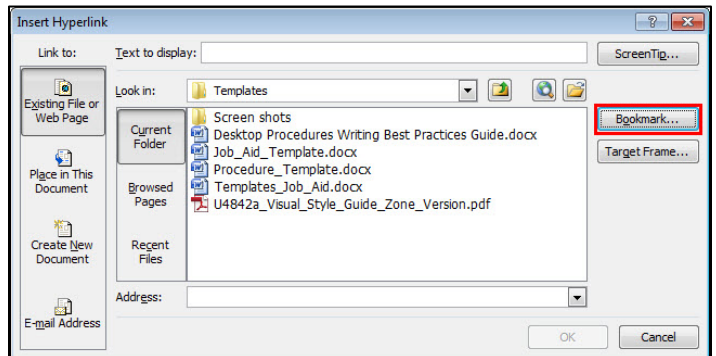 Insert Hyperlink
Link to:
Text to display:
ScreenTip...
Existing File or
Web Page
Look in:
Templates
Bookmark...
Current
Folder
Screen shots
Desktop Procedures Writing Best Practices Guide.docx
Job_Aid_Template.docx
Procedure_Template.docx
Templates_Job_Aid.docx
U4842a_Visual_Style_Guide_Zone_Version.pdf
Target Frame...
Place in This
Document
Browsed
Pages
Create New
Document
Recent
Files
Address:
E-mail Address
OK
Cancel